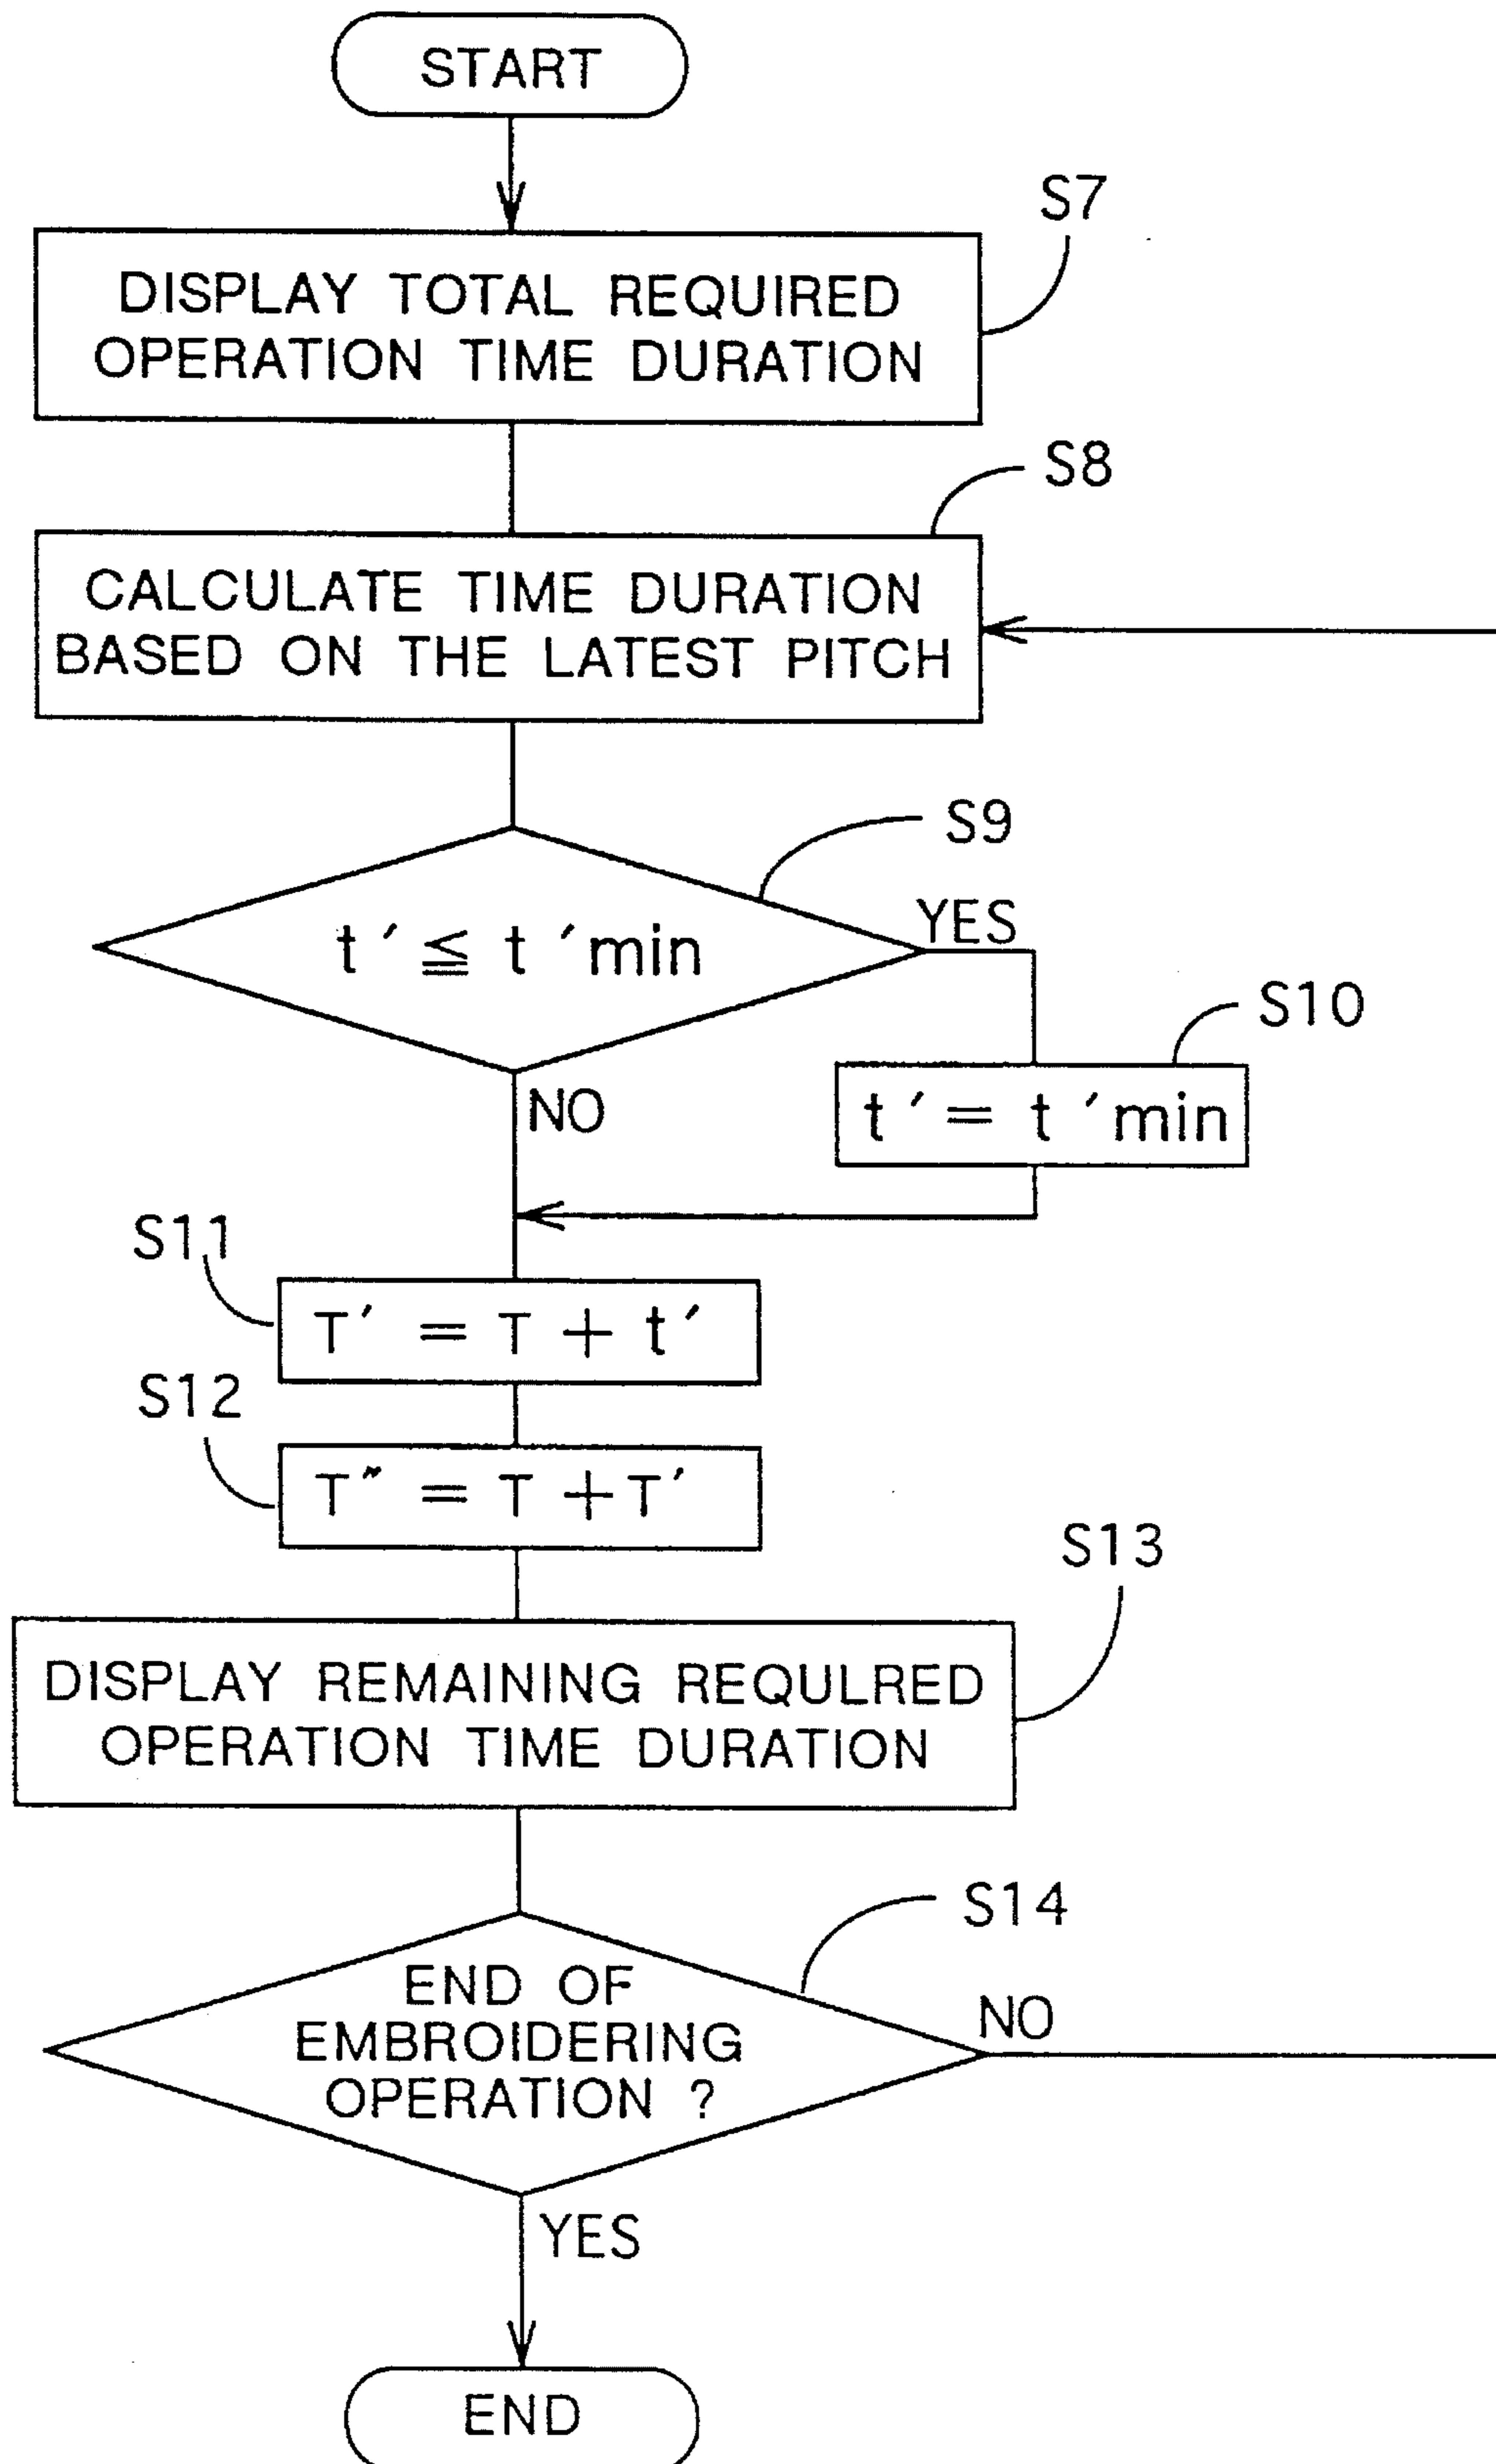 START
S7
DISPLAY TOTAL REQUIRED
OPERATION TIME DURATION
S8
CALCULATE TIME DURATION
BASED ON THE LATEST PITCH
S9
t′ ≦ t′min
YES
S10
t′ = t′min
NO
S11
T′ = T + t′
S12
T″ = T + T′
S13
DISPLAY REMAINING REQULRED
OPERATION TIME DURATION
S14
END OF
EMBROIDERING
OPERATION ?
NO
YES
END